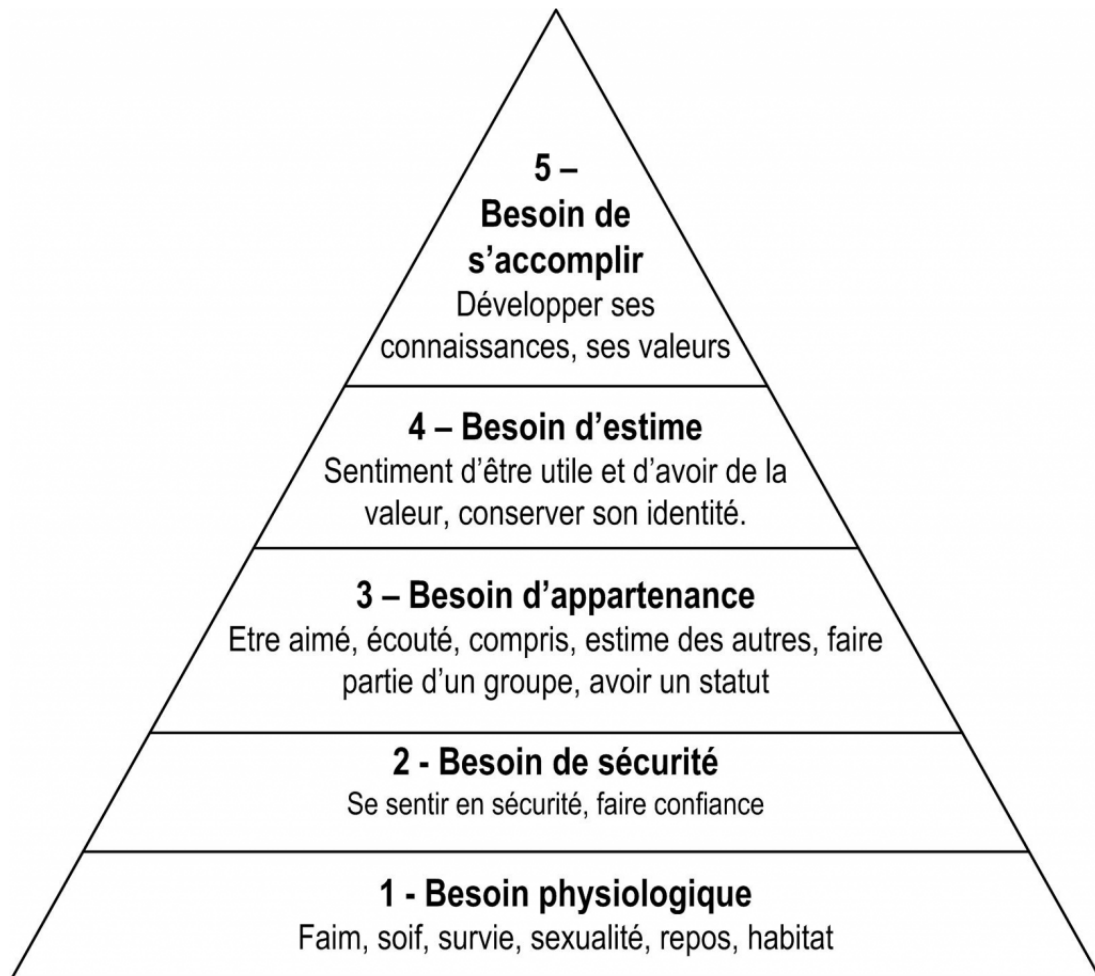 5 –
Besoin de
s’accomplir
Développer ses
connaissances, ses valeurs
4 – Besoin d’estime
Sentiment d’être utile et d’avoir de la
valeur, conserver son identité.
3 – Besoin d’appartenance
Etre aimé, écouté, compris, estime des autres, faire
partie d’un groupe, avoir un statut
2 - Besoin de sécurité
Se sentir en sécurité, faire confiance
1 - Besoin physiologique
Faim, soif, survie, sexualité, repos, habitat